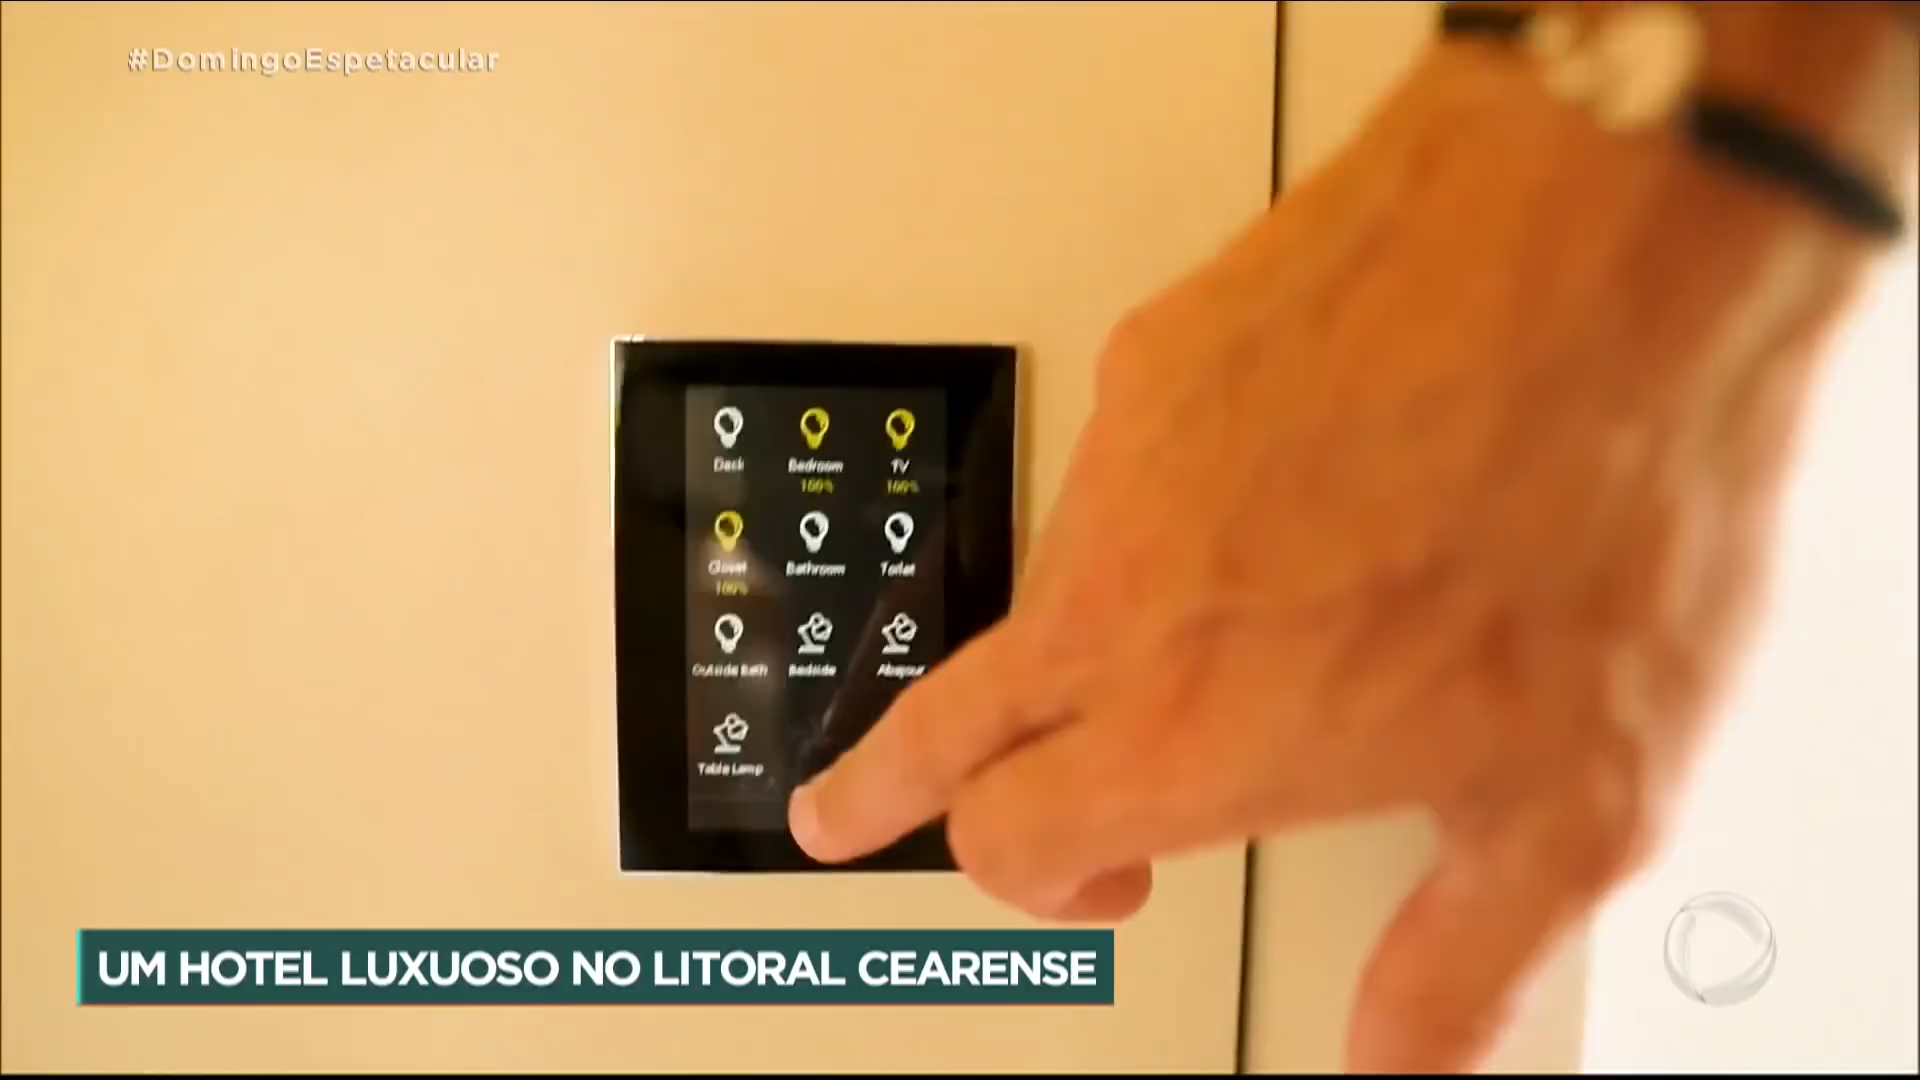 #DomingoEspetacular
Deck Bedroom TV
100% 100%
Closet Bathroom Toilet
100%
Outside Bath Bedside Abajour
Table Lamp
UM HOTEL LUXUOSO NO LITORAL CEARENSE